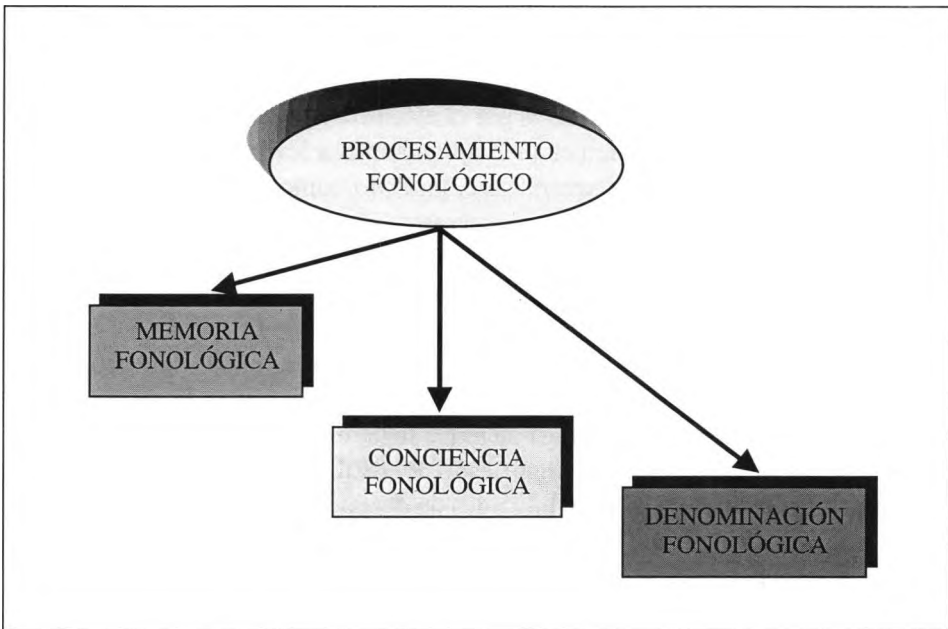 PROCESAMIENTO
FONOLÓGICO
MEMORIA
FONOLÓGICA
CONCIENCIA
FONOLÓGICA
DENOMINACIÓN
FONOLÓGICA